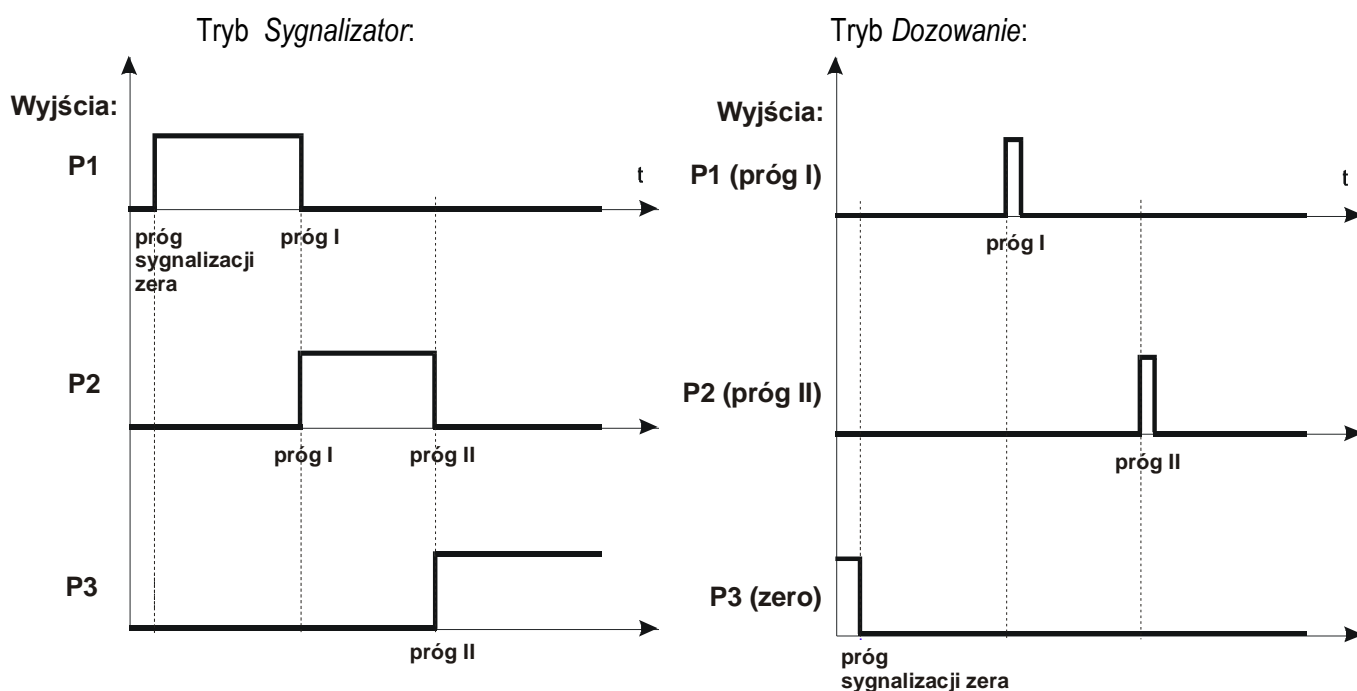 Tryb Sygnalizator:
Wyjścia:
P1
t
próg
sygnalizacji
zera
próg I
P2
próg I
próg II
P3
próg II
Tryb Dozowanie:
Wyjścia:
P1 (próg I)
t
próg I
P2 (próg II)
próg II
P3 (zero)
próg
sygnalizacji zera